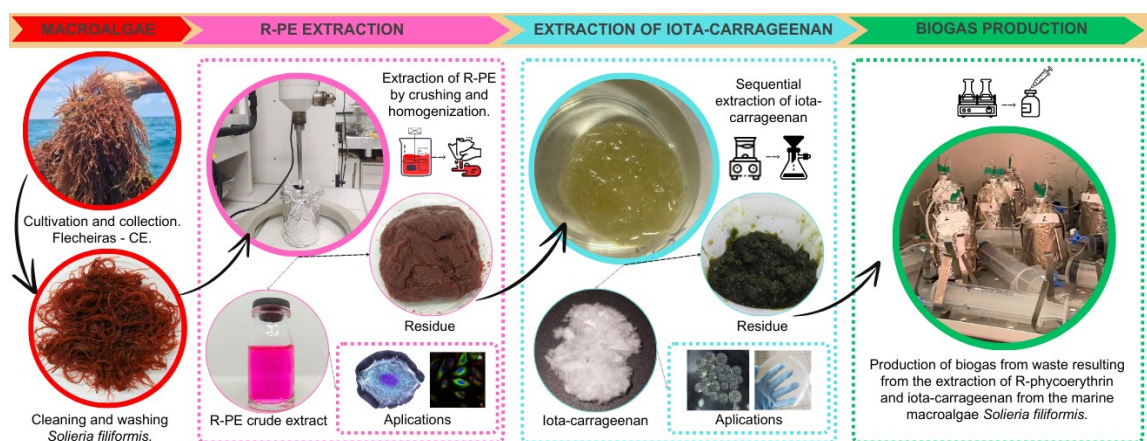 MACROALGAE
R-PE EXTRACTION
EXTRACTION OF IOTA-CARRAGEENAN
BIOGAS PRODUCTION
Cultivation and collection.
Flecheiras - CE.
Cleaning and washing
Solieria filiformis.
Extraction of R-PE
by crushing and
homogenization.
Residue
R-PE crude extract
Aplications
Sequential
extraction of iota-
carrageenan
Residue
Iota-carrageenan
Aplications
Production of biogas from waste resulting
from the extraction of R-phycoerythrin
and iota-carrageenan from the marine
macroalgae Solieria filiformis.